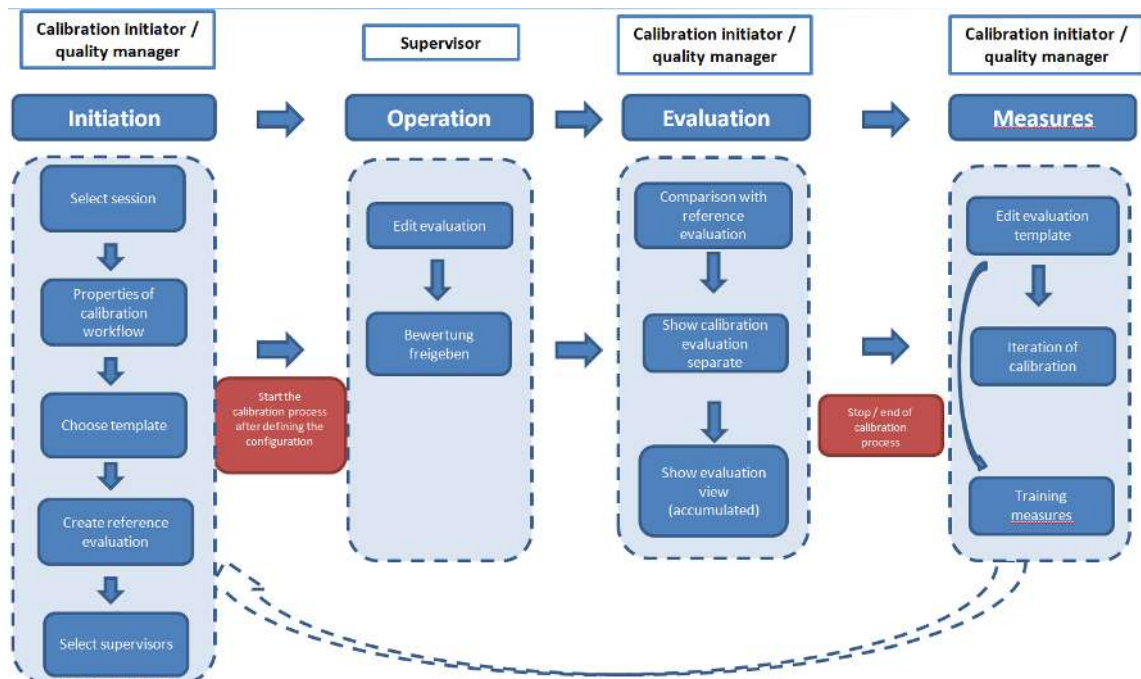 Calibration initiator /
quality manager
Supervisor
Calibration initiator /
quality manager
Calibration initiator /
quality manager
Initiation
Operation
Evaluation
Measures
Select session
Properties of
calibration
workflow
Choose template
Create reference
evaluation
Select supervisors
Start the
calibration process
after defining the
configuration
Edit evaluation
Bewertung
freigeben
Comparison with
reference
evaluation
Show calibration
evaluation
separate
Show evaluation
view
(accumulated)
Stop / end of
calibration
process
Edit evaluation
template
Iteration of
calibration
Training
measures